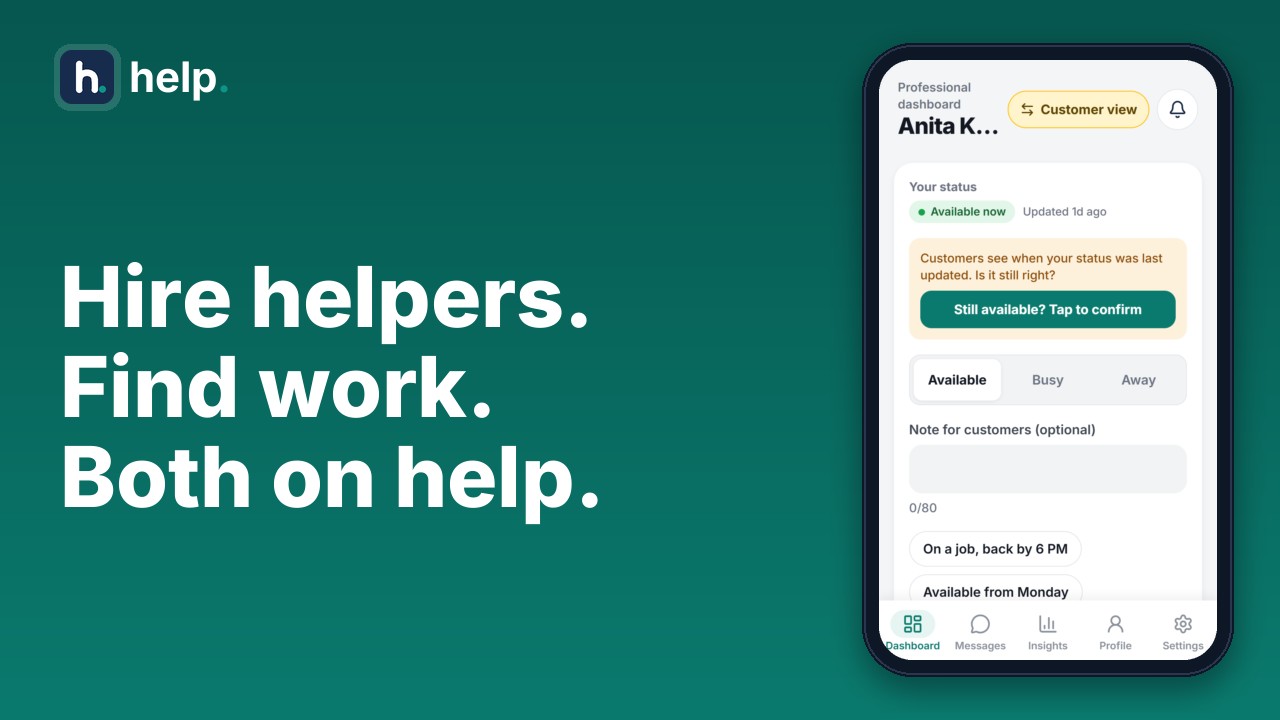 h.
help.
Hire helpers.
Find work.
Both on help.
Professional
dashboard
Anita K...
Customer view
Your status
Available now
Updated 1d ago
Customers see when your status was last
updated. Is it still right?
Still available? Tap to confirm
Available
Busy
Away
Note for customers (optional)
0/80
On a job, back by 6 PM
Available from Monday
Dashboard
Messages
Insights
Profile
Settings